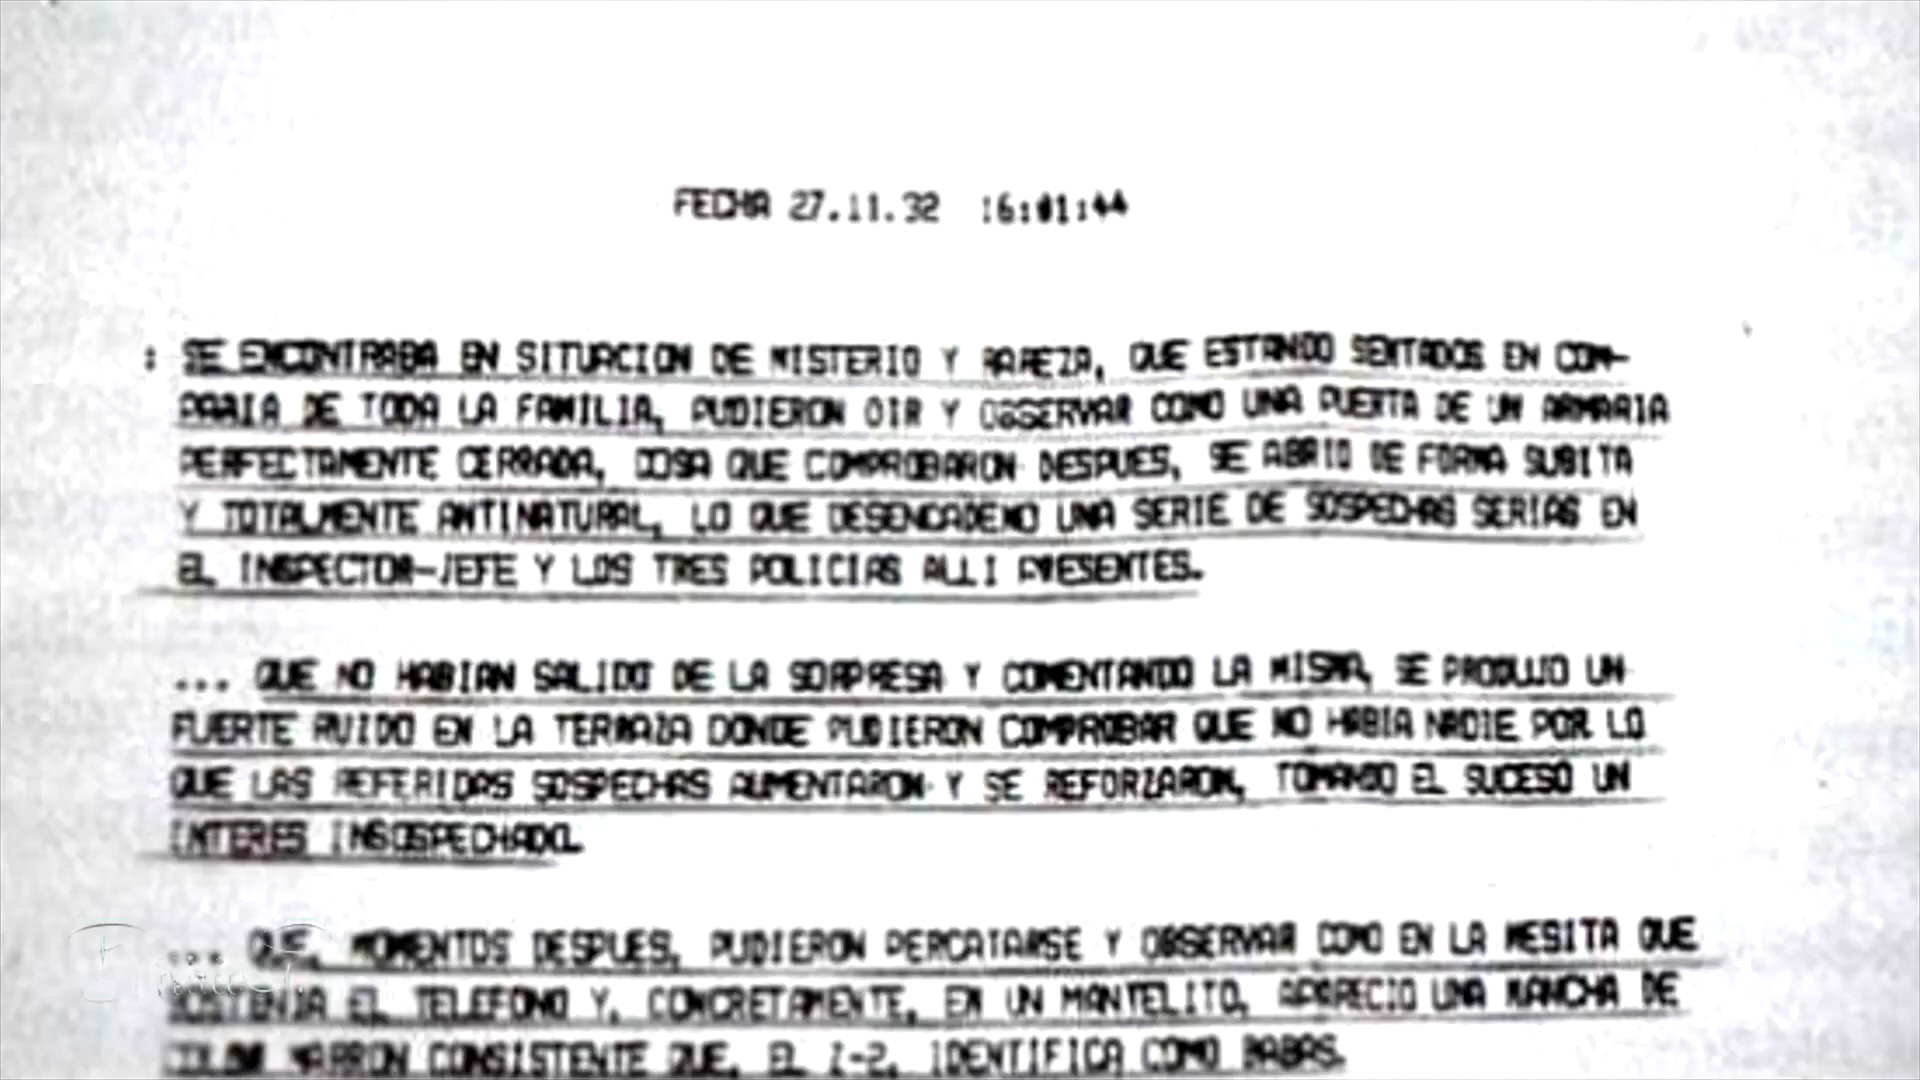 FECHA 27.11.32 16:01:44
: SE ENCONTRABA EN SITUACION DE MISTERIO Y RAREZA, QUE ESTANDO SENTADOS EN COM-
PAÑIA DE TODA LA FAMILIA, PUDIERON OIR Y OBSERVAR COMO UNA PUERTA DE UN ARMARIA
PERFECTAMENTE CERRADA, COSA QUE COMPROBARON DESPUES, SE ABRIO DE FORMA SUBITA
Y TOTALMENTE ANTINATURAL, LO QUE DESENCADENO UNA SERIE DE SOSPECHAS SERIAS EN
EL INSPECTOR-JEFE Y LOS TRES POLICIAS ALLI PRESENTES.
... QUE NO HABIAN SALIDO DE LA SORPRESA Y COMENTANDO LA MISMA, SE PRODUJO UN
FUERTE RUIDO EN LA TERRAZA DONDE PUDIERON COMPROBAR QUE NO HABIA NADIE POR LO
QUE LAS REFERIDAS SOSPECHAS AUMENTARON Y SE REFORZARON, TOMANDO EL SUCESO UN
INTERES INSOSPECHADO.
... QUE, MOMENTOS DESPUES, PUDIERON PERCATARSE Y OBSERVAR COMO EN LA MESITA QUE
SOSTENIA EL TELEFONO Y, CONCRETAMENTE, EN UN MANTELITO, APARECIO UNA MANCHA DE
COLOR MARRON CONSISTENTE QUE, EL Z-2, IDENTIFICA COMO BABAS.